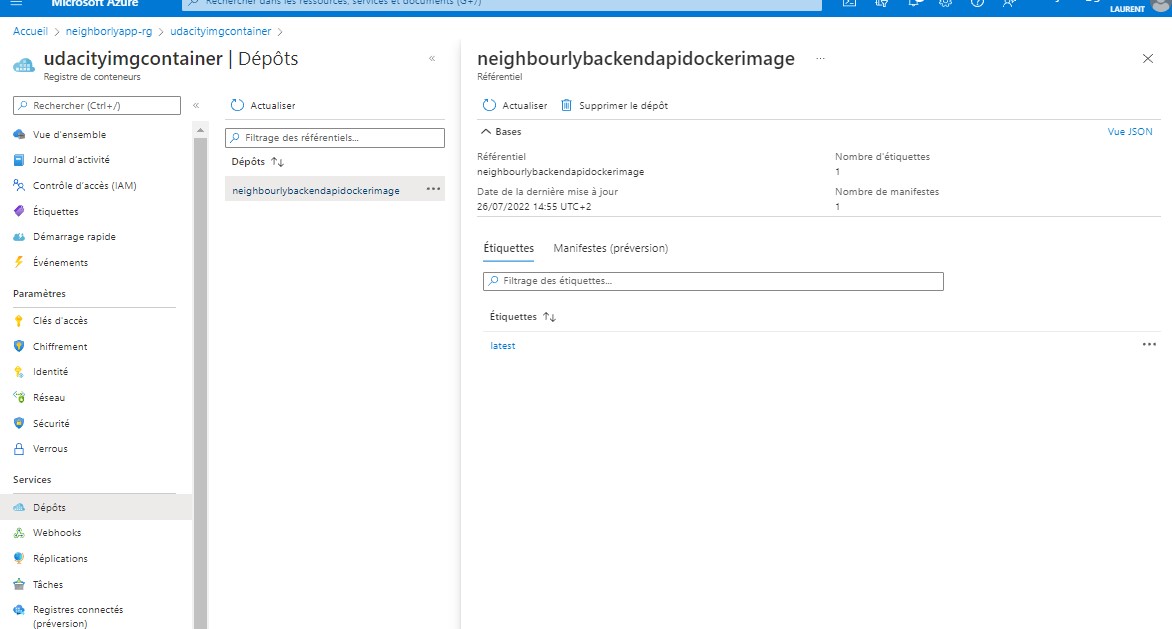 Microsoft Azure
Rechercher dans les ressources, services et documents (G+/)
LAURENT
Accueil > neighborlyapp-rg > udacityimgcontainer >
udacityimgcontainer | Dépôts
Registre de conteneurs
«
Rechercher (Ctrl+/)
«
Vue d'ensemble
Journal d'activité
Contrôle d'accès (IAM)
Étiquettes
Démarrage rapide
Événements
Paramètres
Clés d'accès
Chiffrement
Identité
Réseau
Sécurité
Verrous
Services
Dépôts
Webhooks
Réplications
Tâches
Registres connectés
(préversion)
Actualiser
Filtrage des référentiels...
Dépôts ↑↓
neighbourlybackendapidockerimage ...
neighbourlybackendapidockerimage ...
Référentiel
Actualiser Supprimer le dépôt
Bases
Vue JSON
Référentiel
neighbourlybackendapidockerimage
Date de la dernière mise à jour
26/07/2022 14:55 UTC+2
Nombre d'étiquettes
1
Nombre de manifestes
1
Étiquettes Manifestes (préversion)
Filtrage des étiquettes...
Étiquettes ↑↓
latest ...